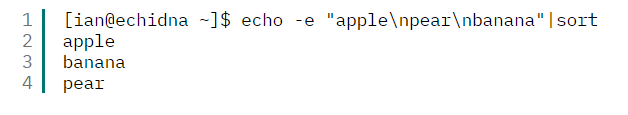 1 [ian@echidna ~]$ echo -e "apple\npear\nbanana"|sort
2 apple
3 banana
4 pear